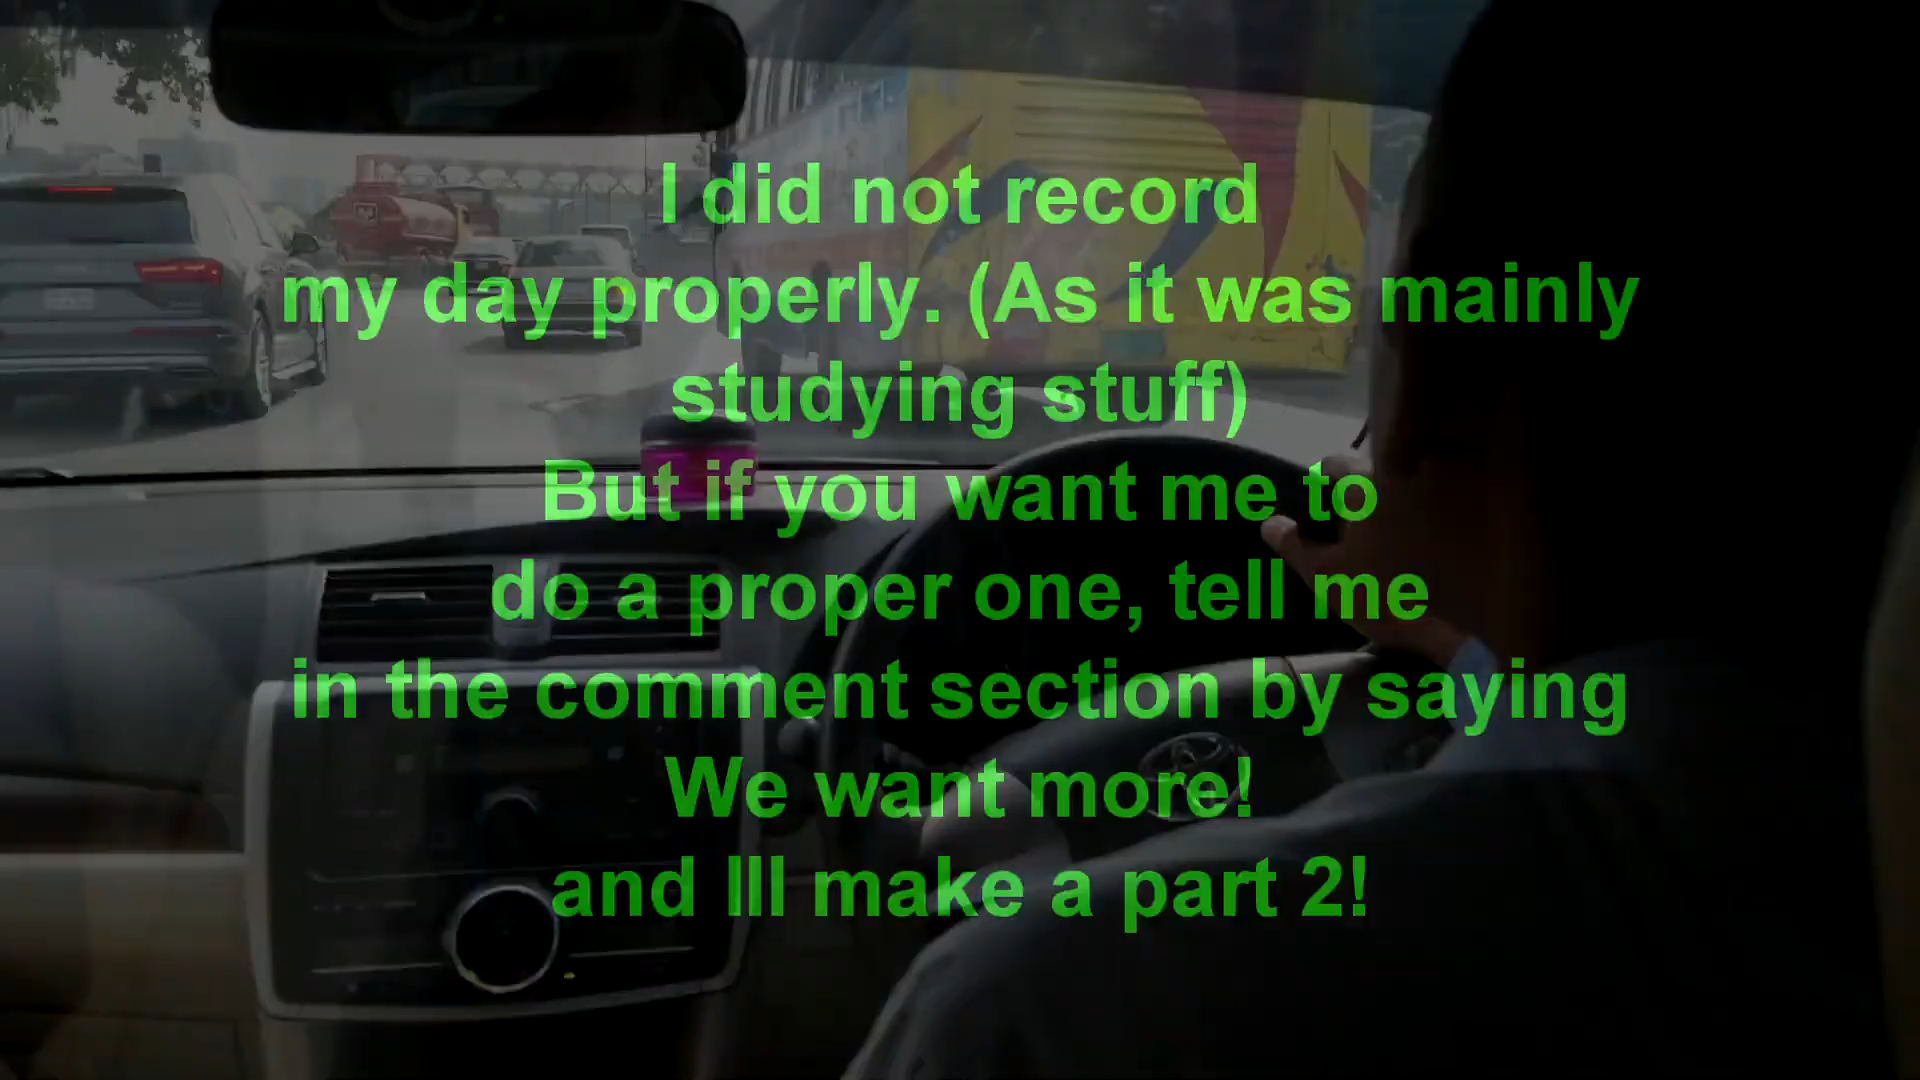 I did not record
my day properly. (As it was mainly
studying stuff)
But if you want me to
do a proper one, tell me
in the comment section by saying
We want more!
and Ill make a part 2!